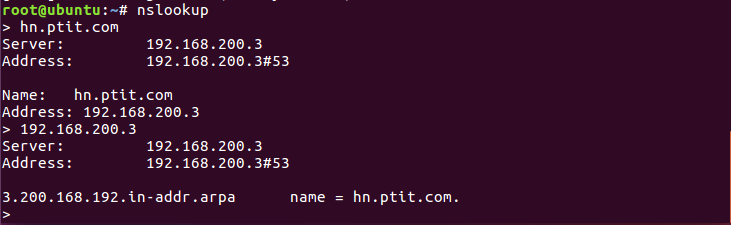 root@ubuntu:~# nslookup
> hn.ptit.com
Server:         192.168.200.3
Address:        192.168.200.3#53

Name:   hn.ptit.com
Address: 192.168.200.3
> 192.168.200.3
Server:         192.168.200.3
Address:        192.168.200.3#53

3.200.168.192.in-addr.arpa      name = hn.ptit.com.
>